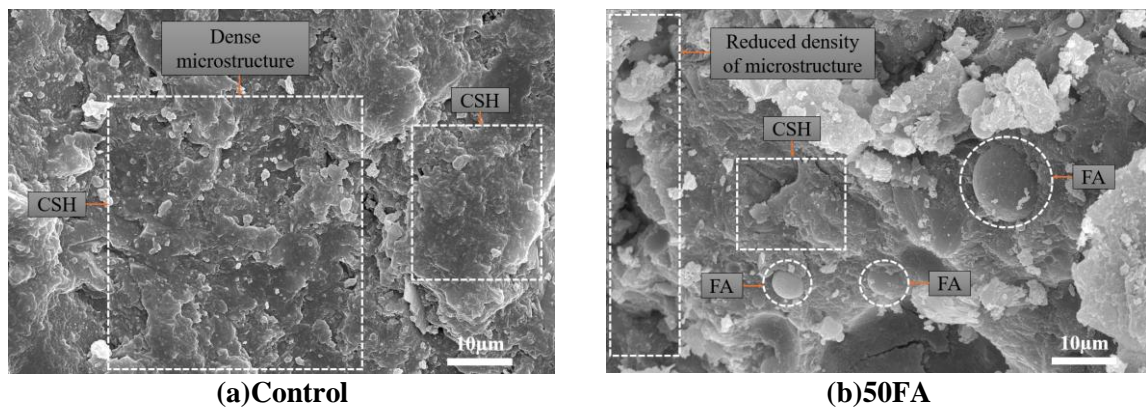 Dense
microstructure
CSH
CSH
10μm
(a)Control
Reduced density
of microstructure
CSH
FA
FA
FA
10μm
(b)50FA